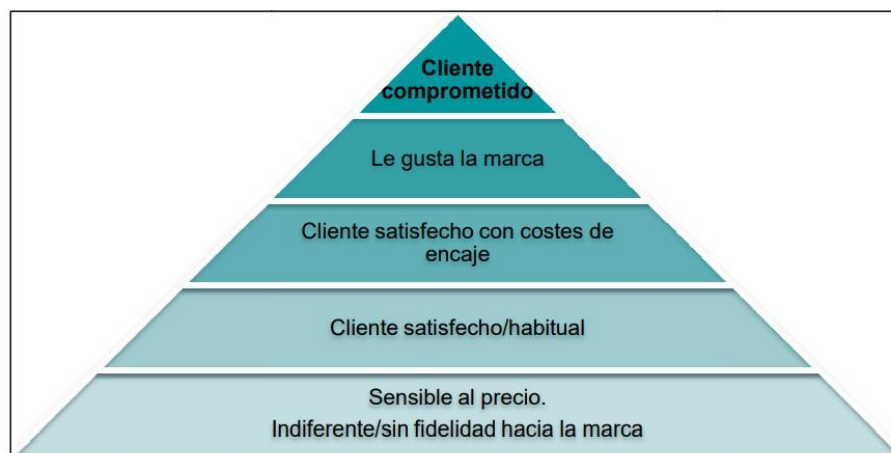 Cliente
comprometido
Le gusta la marca
Cliente satisfecho con costes de
encaje
Cliente satisfecho/habitual
Sensible al precio.
Indiferente/sin fidelidad hacia la marca